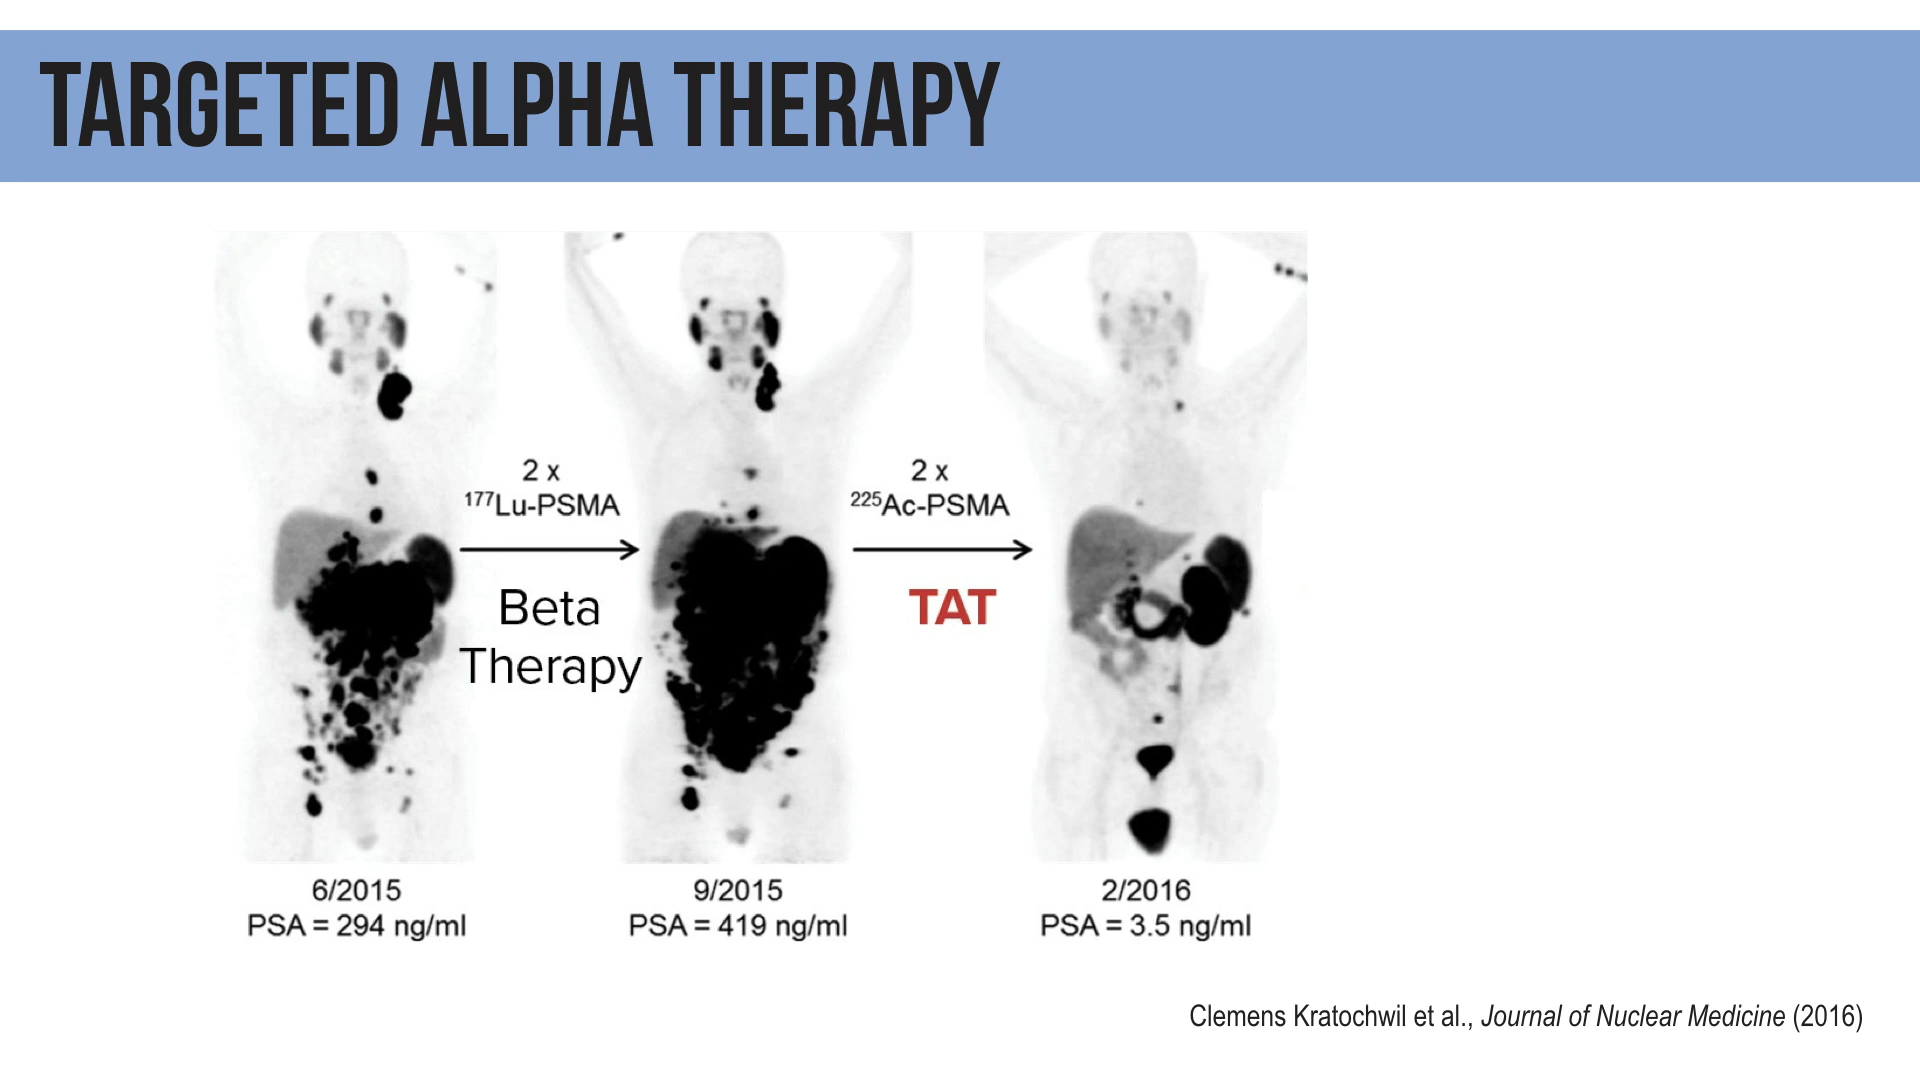 TARGETED ALPHA THERAPY
2 x
¹⁷⁷Lu-PSMA
Beta
Therapy
2 x
²²⁵Ac-PSMA
TAT
6/2015
PSA = 294 ng/ml
9/2015
PSA = 419 ng/ml
2/2016
PSA = 3.5 ng/ml
Clemens Kratochwil et al., Journal of Nuclear Medicine (2016)